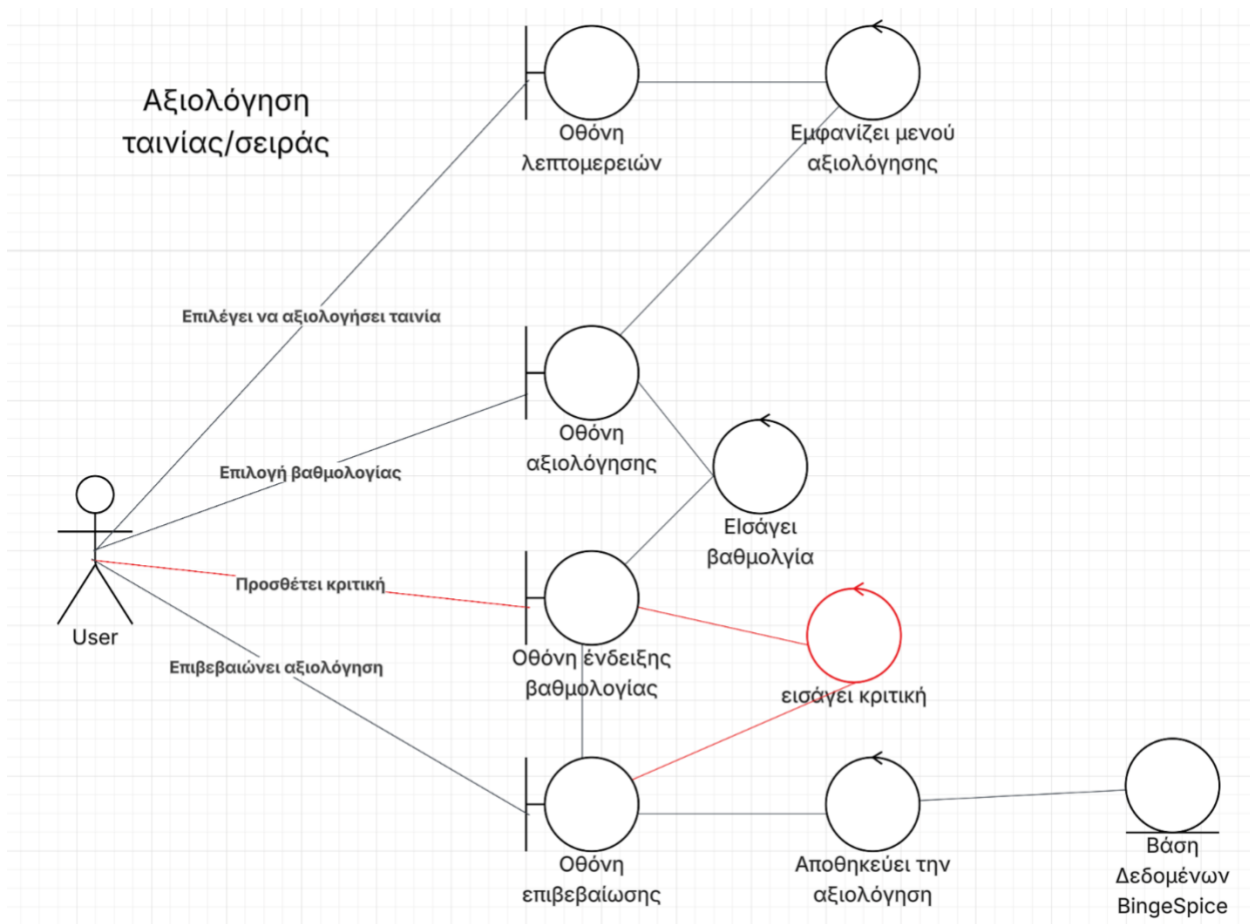 Αξιολόγηση
ταινίας/σειράς
Οθόνη
λεπτομερειών
Εμφανίζει μενού
αξιολόγησης
Επιλέγει να αξιολογήσει ταινία
Οθόνη
αξιολόγησης
Επιλογή βαθμολογίας
ΕΙσάγει
βαθμολγία
Προσθέτει κριτική
User
Οθόνη ένδειξης
βαθμολογίας
εισάγει κριτική
Επιβεβαιώνει αξιολόγηση
Οθόνη
επιβεβαίωσης
Αποθηκεύει την
αξιολόγηση
Βάση
Δεδομένων
BingeSpice